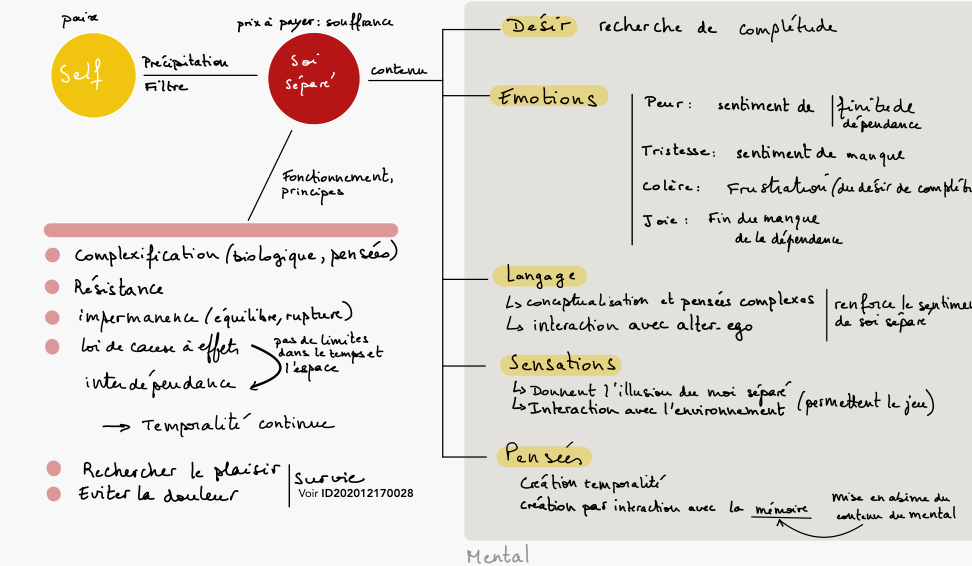 paix
Self
Précipitation
Filtre
prix à payer : souffrance
Soi
séparé
contenu
Fonctionnement,
principes
complexification (biologique, pensées)
Résistance
impermanence (équilibre, rupture)
loi de cause à effet
interdépendance
pas de limites
dans le temps et
l'espace
→ Temporalité continue
Rechercher le plaisir
Eviter la douleur
Survie
Voir ID202012170028
Désir recherche de complétude
Emotions
Peur : sentiment de finitude
dépendance
Tristesse : sentiment de manque
Colère : Frustration (du désir de
Joie : Fin du manque
de la dépendance
Langage
↳ conceptualisation et pensées complexes
↳ interaction avec alter-ego
renforce le
de soi séparé
Sensations
↳ Donnent l'illusion du moi séparé
↳ Interaction avec l'environnement (permettent le jeu)
Pensées
Création temporalité
création par interaction avec la mémoire
mise en abime du
contenu du mental
Mental